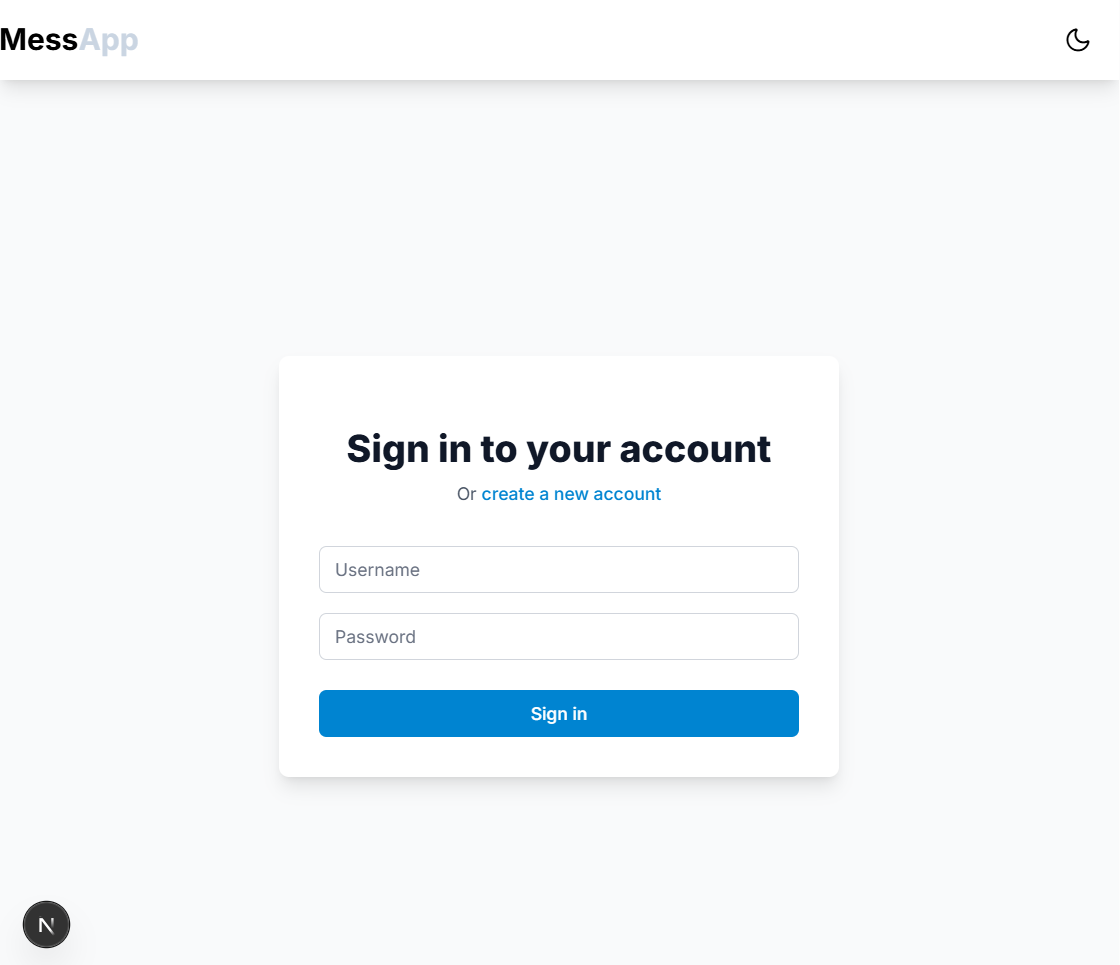 MessApp
Sign in to your account
Or create a new account
Username
Password
Sign in
N